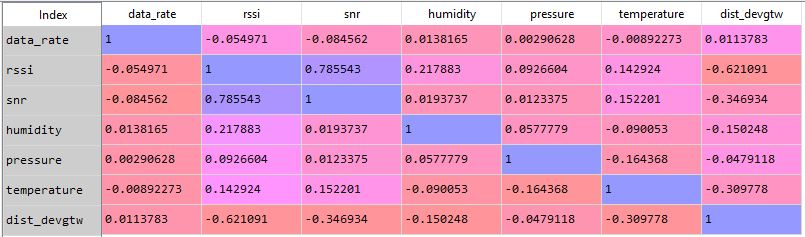 Index data_rate rssi snr humidity pressure temperature dist_devgtw
data_rate 1 -0.054971 -0.084562 0.0138165 0.00290628 -0.00892273 0.0113783
rssi -0.054971 1 0.785543 0.217883 0.0926604 0.142924 -0.621091
snr -0.084562 0.785543 1 0.0193737 0.0123375 0.152201 -0.346934
humidity 0.0138165 0.217883 0.0193737 1 0.0577779 -0.090053 -0.150248
pressure 0.00290628 0.0926604 0.0123375 0.0577779 1 -0.164368 -0.0479118
temperature -0.00892273 0.142924 0.152201 -0.090053 -0.164368 1 -0.309778
dist_devgtw 0.0113783 -0.621091 -0.346934 -0.150248 -0.0479118 -0.309778 1